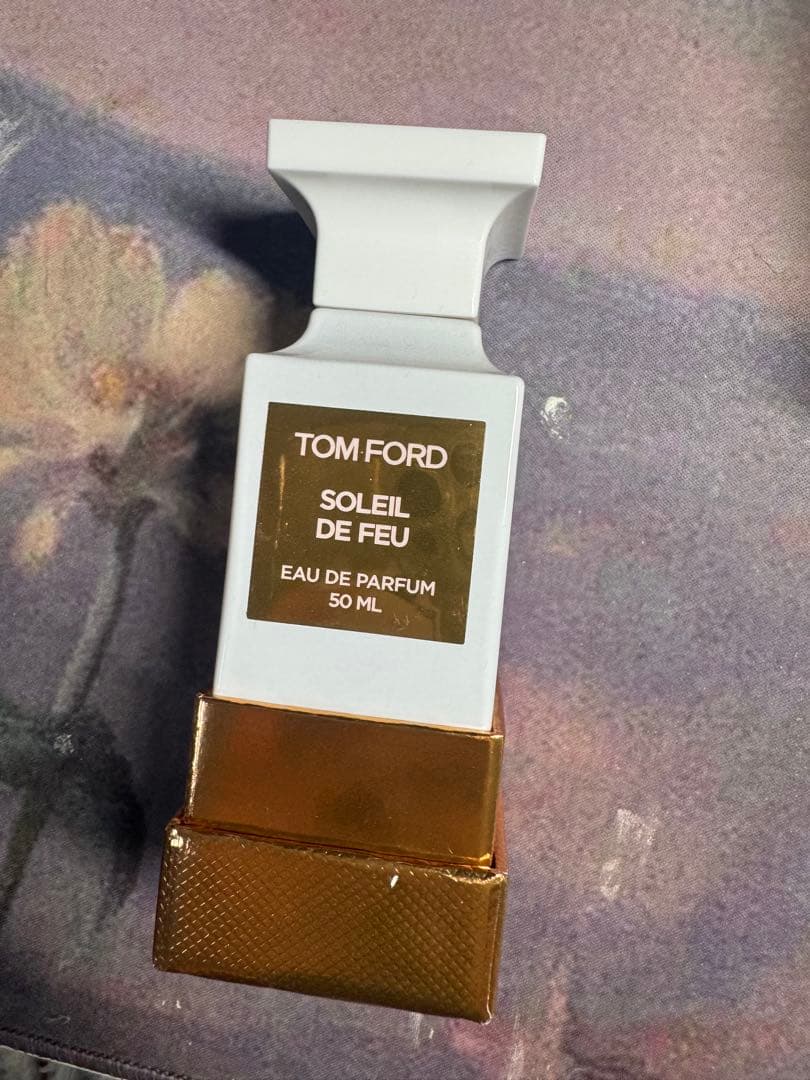 TOM FORD
SOLEIL
DE FEU
EAU DE PARFUM
50 ML